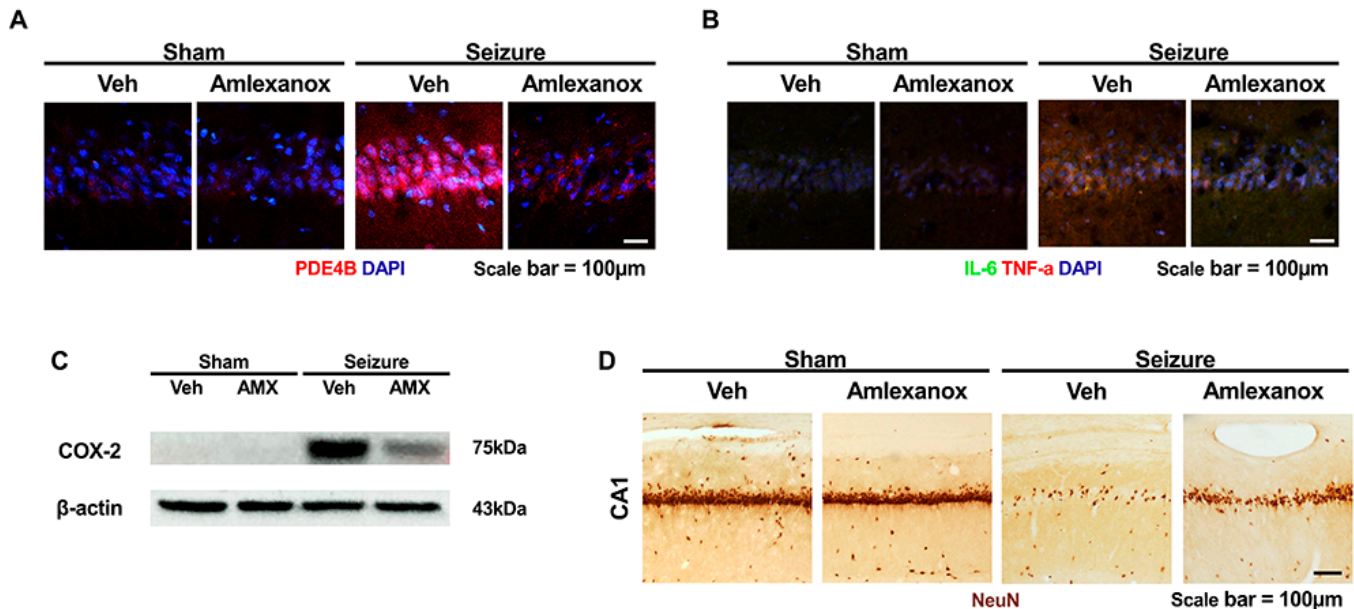 A
Sham Seizure
Veh Amlexanox Veh Amlexanox
PDE4B DAPI Scale bar = 100µm
B
Sham Seizure
Veh Amlexanox Veh Amlexanox
IL-6 TNF-a DAPI Scale bar = 100µm
C
Sham Seizure
Veh AMX Veh AMX
COX-2 75kDa
β-actin 43kDa
D
Sham Seizure
Veh Amlexanox Veh Amlexanox
CA1
NeuN Scale bar = 100µm